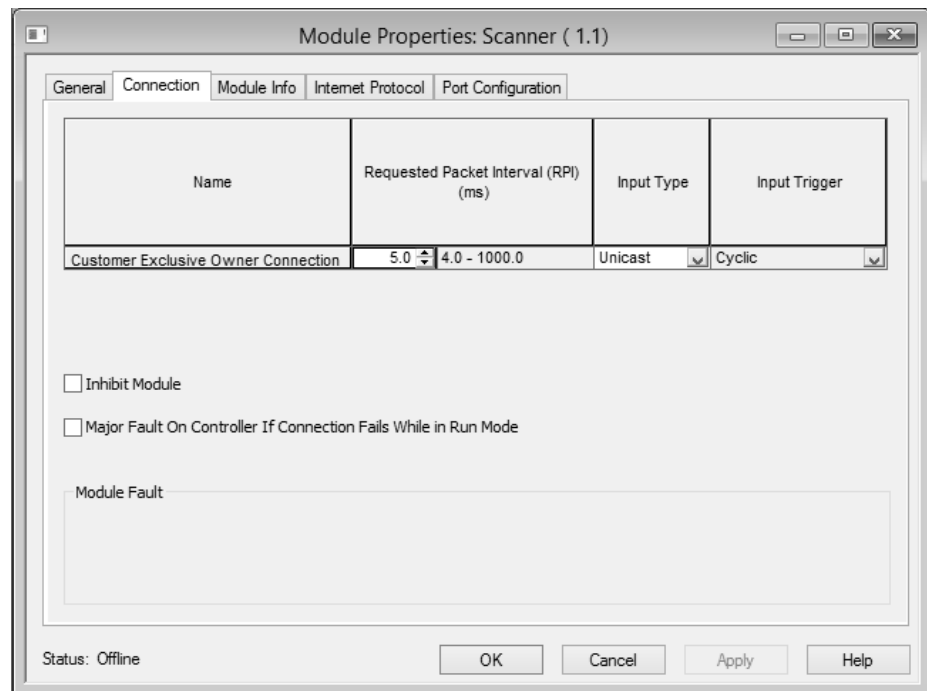 Module Properties: Scanner ( 1.1)
General Connection Module Info Internet Protocol Port Configuration
Name Requested Packet Interval (RPI) (ms) Input Type Input Trigger
Customer Exclusive Owner Connection 5.0 4.0 - 1000.0 Unicast Cyclic
Inhibit Module
Major Fault On Controller If Connection Fails While in Run Mode
Module Fault
Status: Offline OK Cancel Apply Help